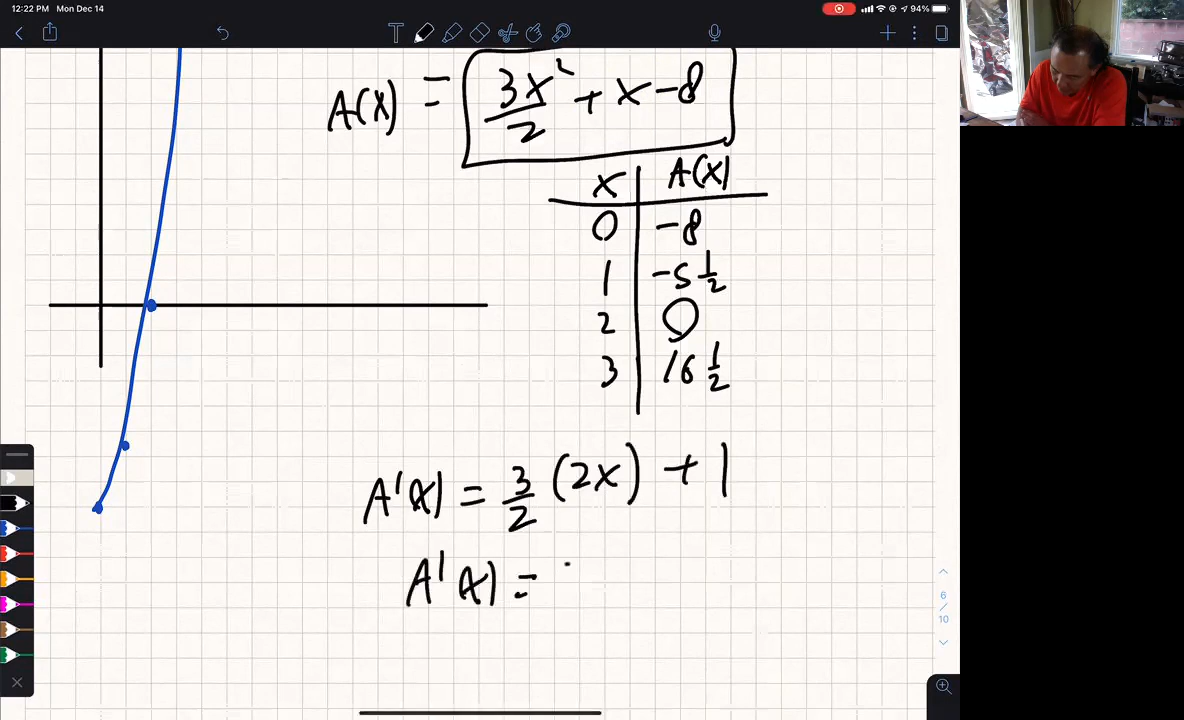 12:22 PM Mon Dec 14
94%
A(x) = 3x²/2 + x - 8
x | A(x)
0 | -8
1 | -5 1/2
2 | 0
3 | 16 1/2
A'(x) = 3/2 (2x) + 1
A'(x) =
6
/
10